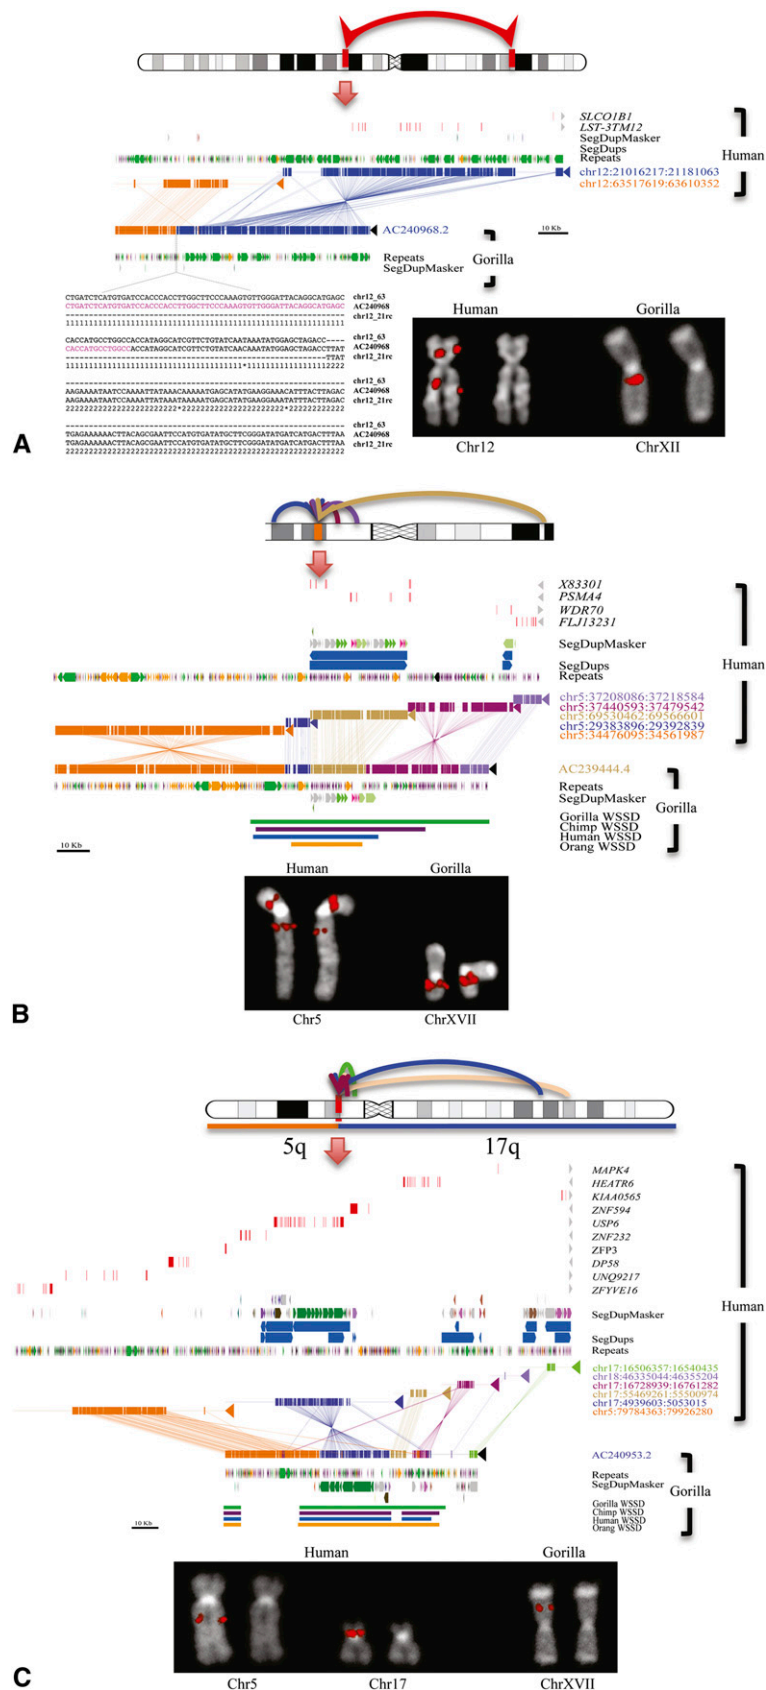 SLCO1B1
LST-3TM12
SegDupMasker
SegDups
Repeats
Human
chr12:21016217:21181063
chr12:63517619:63610352
AC240968.2
10 Kb
Repeats
SegDupMasker
Gorilla
CTGATCTCATGTGATCCACCCACCTTGGCTTCCCAAAGTGTTGGGATTACAGGCATGAGC chr12_63
CTGATCTCATGTGATCCACCCACCTTGGCTTCCCAAAGTGTTGGGATTACAGGCATGAGC AC240968
chr12_21rc
chr12_63
AC240968
chr12_21rc
chr12_63
AC240968
chr12_21rc
chr12_63
AC240968
chr12_21rc
Human
Gorilla
Chr12
ChrXII
A
X83301
PSMA4
WDR70
FLJ13231
SegDupMasker
SegDups
Repeats
Human
chr5:37208086:37218584
chr5:37440593:37479542
chr5:69530462:69566601
chr5:29383896:29392839
chr5:34476095:34561987
AC239444.4
Repeats
SegDupMasker
Gorilla
Gorilla WSSD
Chimp WSSD
Human WSSD
Orang WSSD
10 Kb
Human
Gorilla
Chr5
ChrXVII
B
5q
17q
MAPK4
HEATR6
KIAA0565
ZNF594
USP6
ZNF232
ZFP3
DP58
UNQ9217
ZFYVE16
SegDupMasker
SegDups
Repeats
Human
chr17:16506357:16540435
chr18:46335044:46355204
chr17:16728939:16761282
chr17:55469261:55500974
chr17:4939603:5053015
chr5:79784363:79926280
AC240953.2
Repeats
SegDupMasker
Gorilla
Gorilla WSSD
Chimp WSSD
Human WSSD
Orang WSSD
10 Kb
Human
Gorilla
Chr5
Chr17
ChrXVII
C